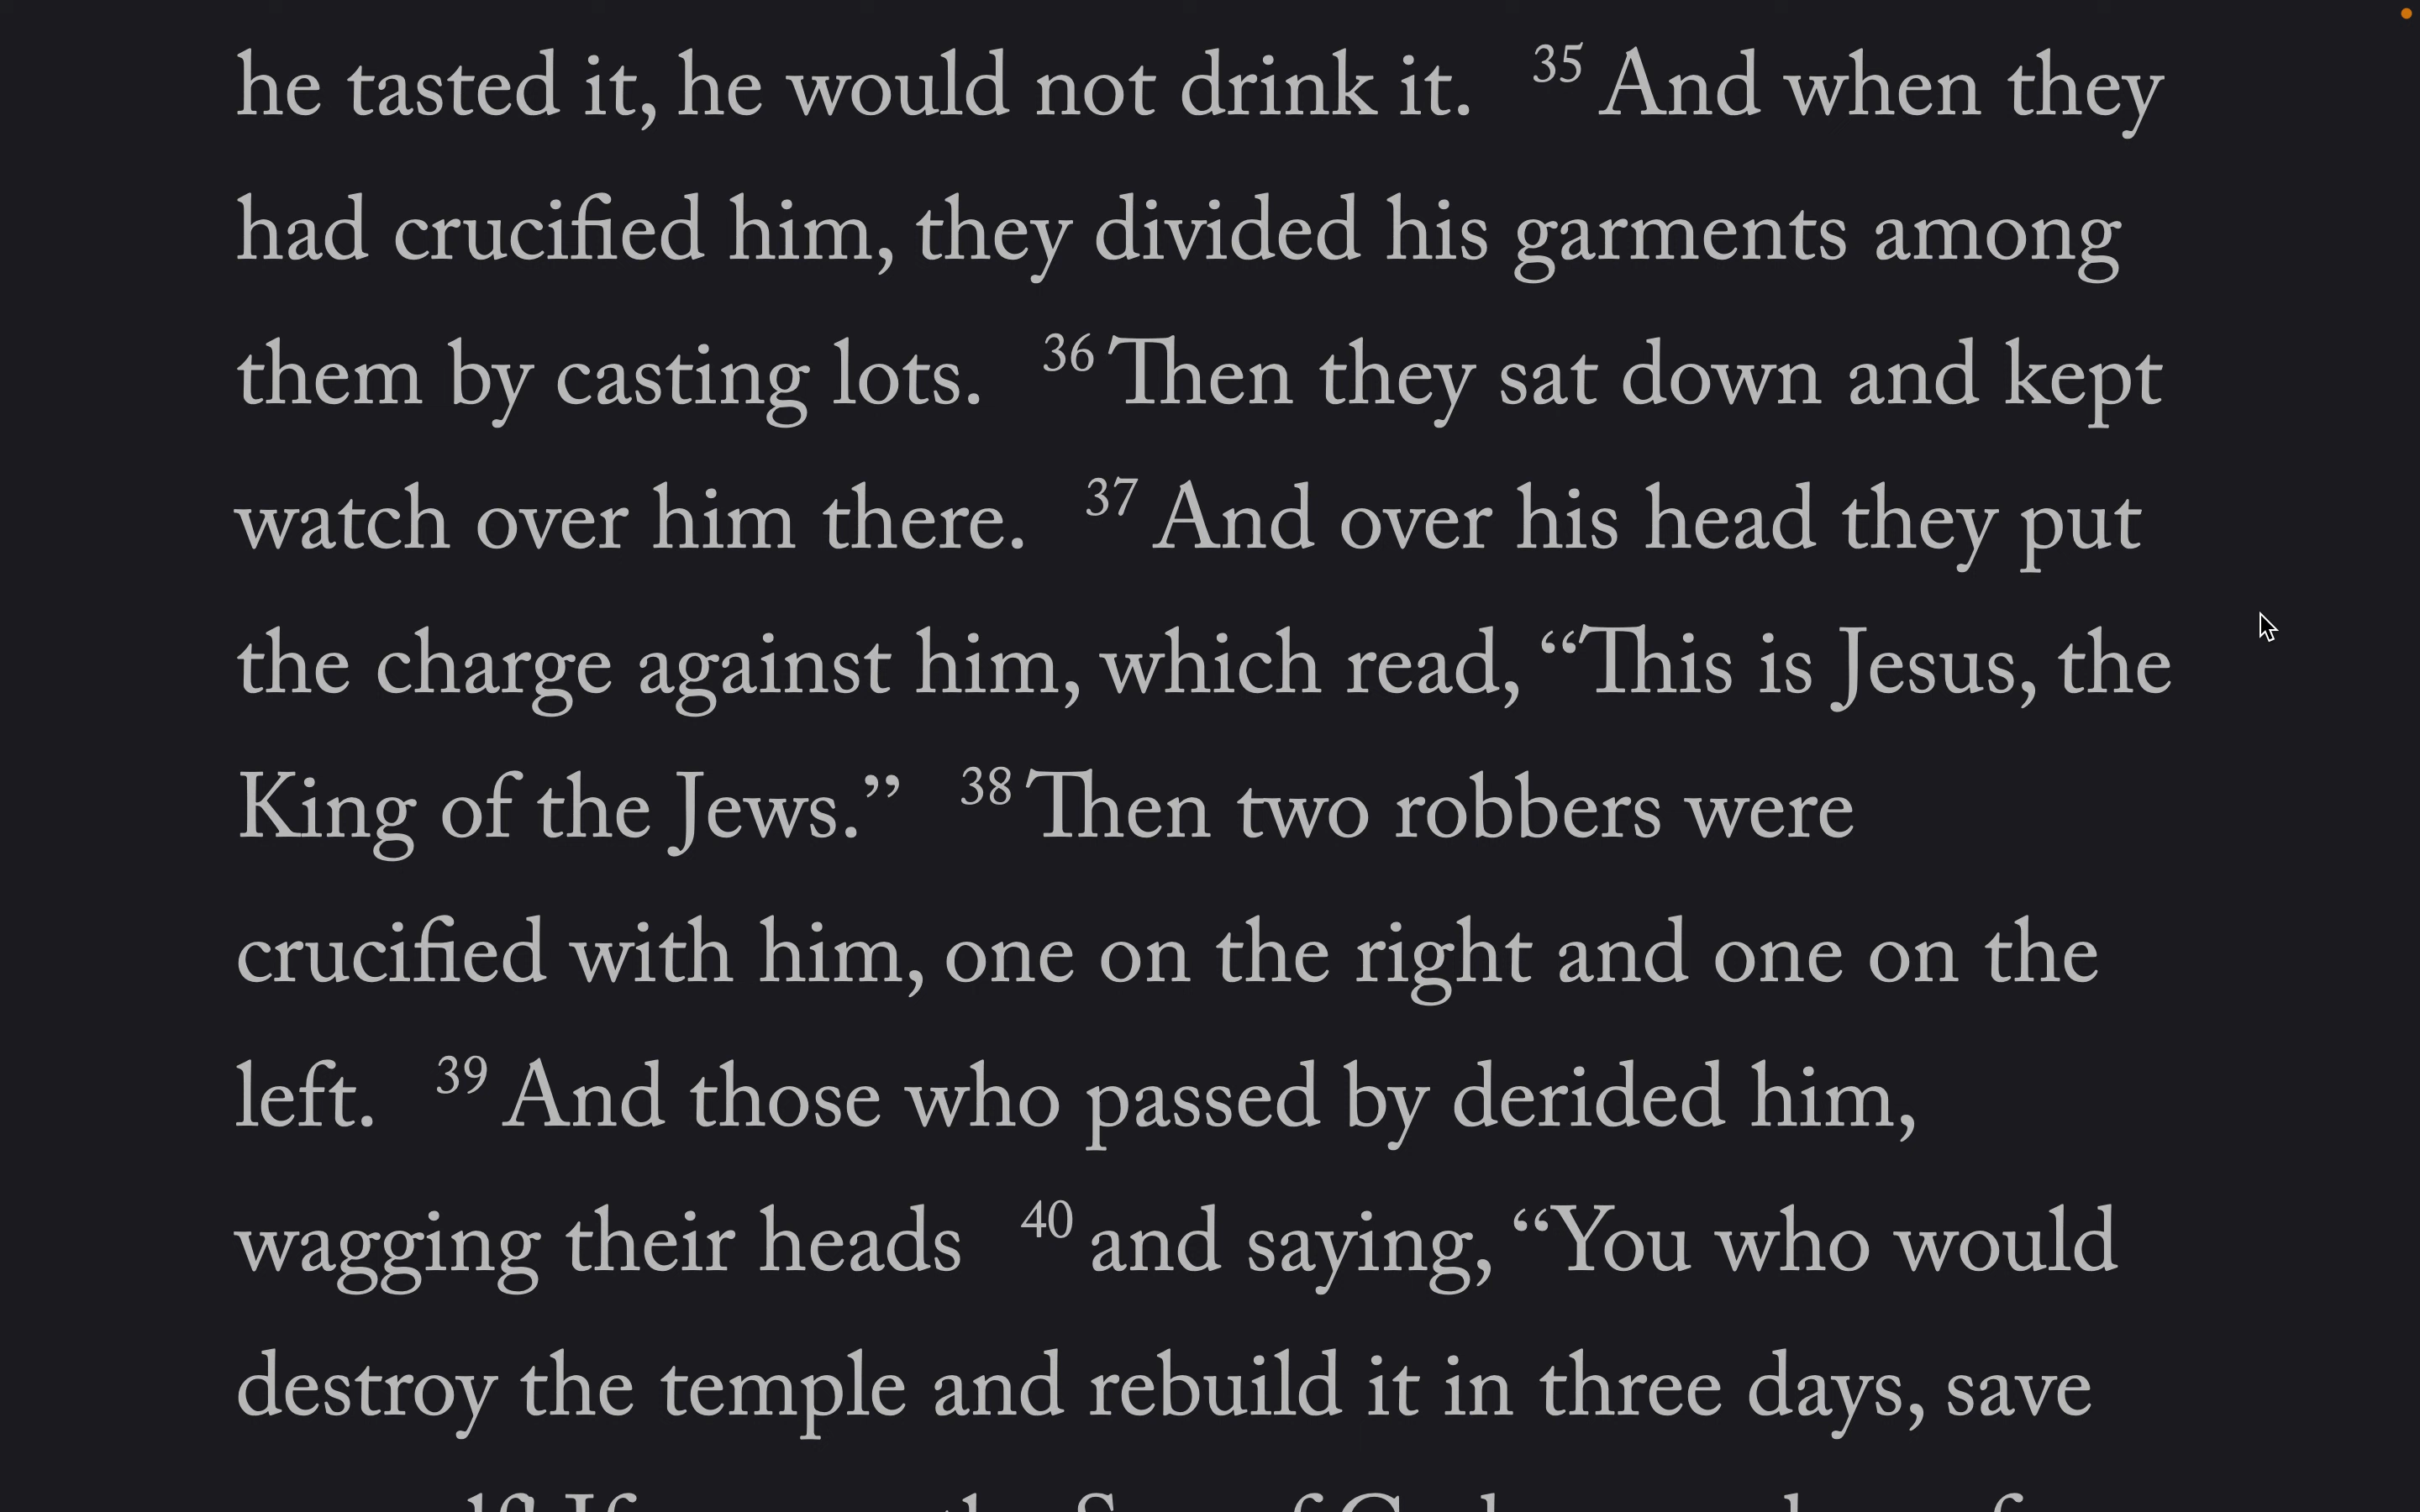 he tasted it, he would not drink it. 35 And when they
had crucified him, they divided his garments among
them by casting lots. 36 Then they sat down and kept
watch over him there. 37 And over his head they put
the charge against him, which read, “This is Jesus, the
King of the Jews.” 38 Then two robbers were
crucified with him, one on the right and one on the
left. 39 And those who passed by derided him,
wagging their heads 40 and saying, “You who would
destroy the temple and rebuild it in three days, save